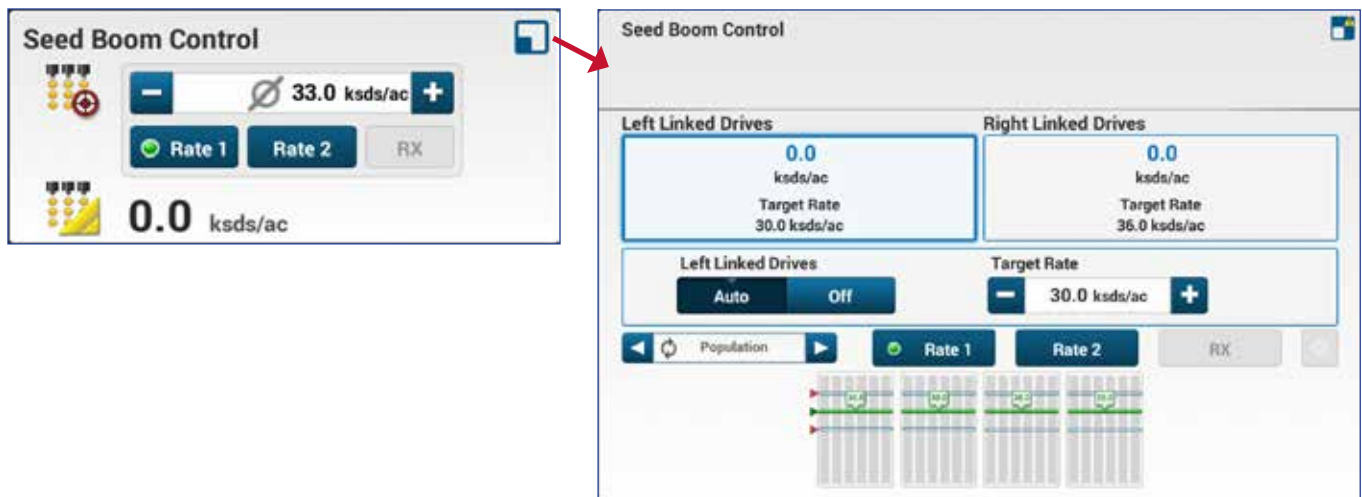 Seed Boom Control
33.0 ksds/ac
Rate 1 Rate 2 RX
0.0 ksds/ac
Seed Boom Control
Left Linked Drives Right Linked Drives
0.0 0.0
ksds/ac ksds/ac
Target Rate Target Rate
30.0 ksds/ac 36.0 ksds/ac
Left Linked Drives Target Rate
Auto Off 30.0 ksds/ac
Population Rate 1 Rate 2 RX